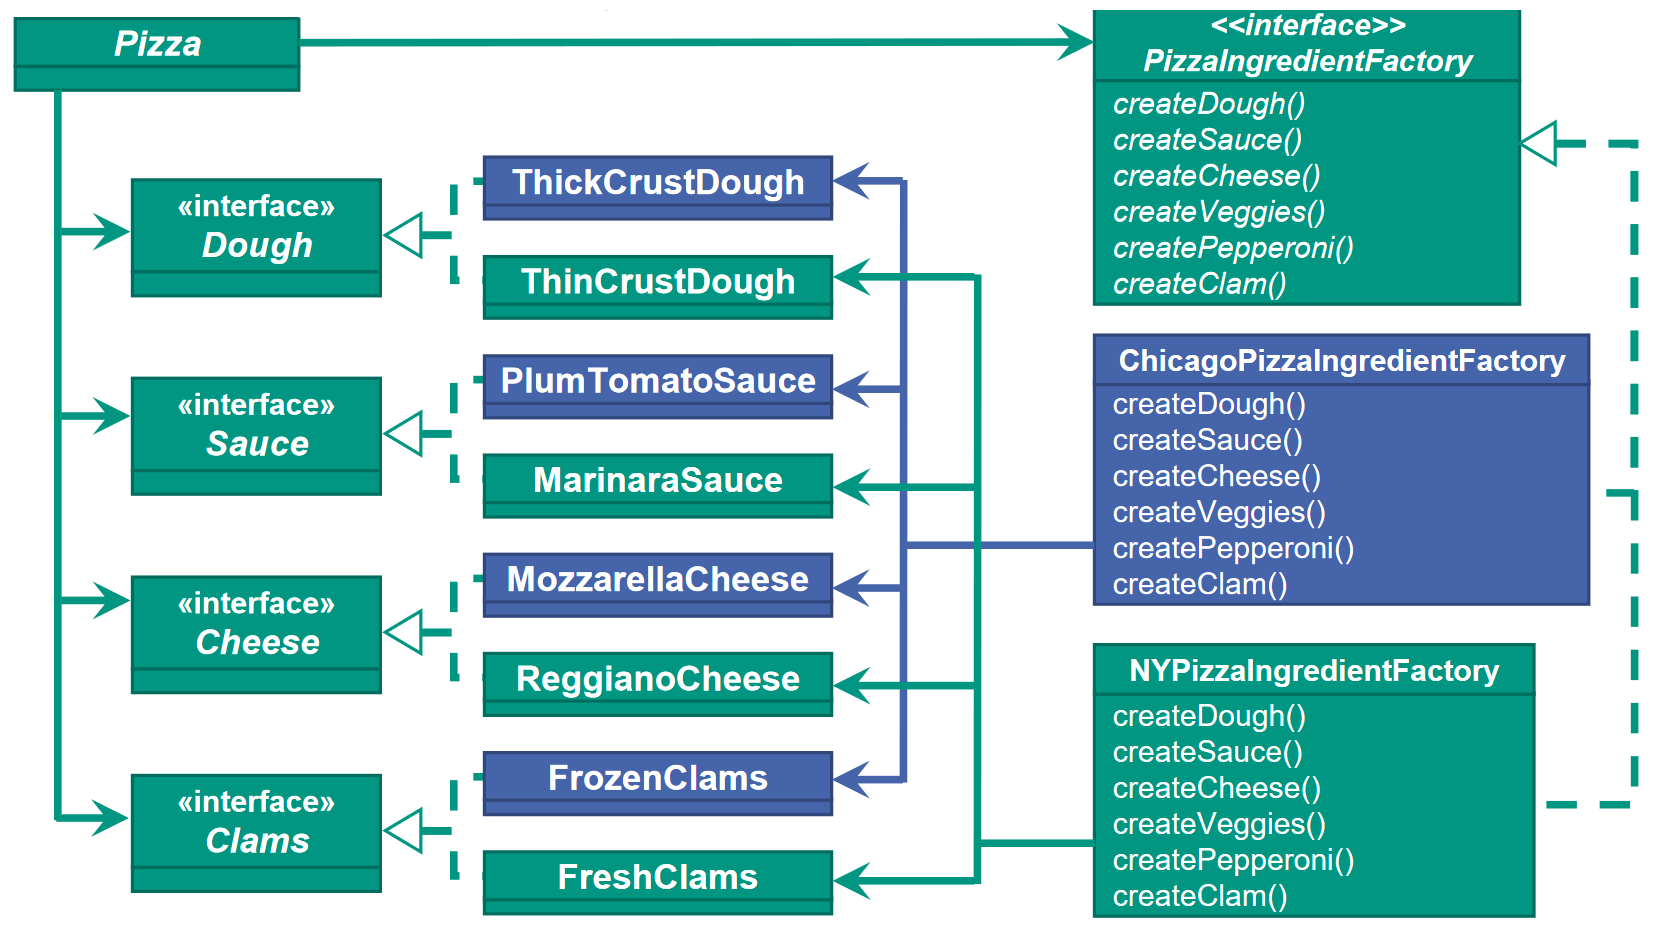 Pizza
<<interface>>
PizzaIngredientFactory
createDough()
createSauce()
createCheese()
createVeggies()
createPepperoni()
createClam()
«interface»
Dough
ThickCrustDough
ThinCrustDough
«interface»
Sauce
PlumTomatoSauce
MarinaraSauce
«interface»
Cheese
MozzarellaCheese
ReggianoCheese
«interface»
Clams
FrozenClams
FreshClams
ChicagoPizzaIngredientFactory
createDough()
createSauce()
createCheese()
createVeggies()
createPepperoni()
createClam()
NYPizzaIngredientFactory
createDough()
createSauce()
createCheese()
createVeggies()
createPepperoni()
createClam()